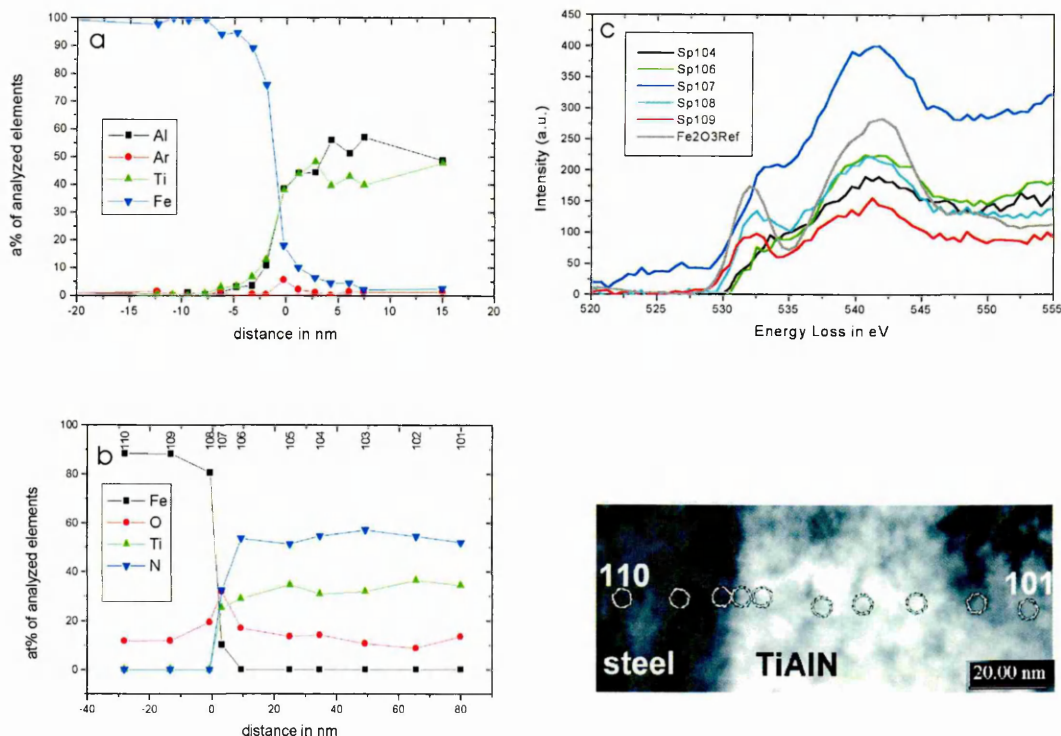 a
a% of analyzed elements
100
90
80
70
60
50
40
30
20
10
0
Al
Ar
Ti
Fe
-20 -15 -10 -5 0 5 10 15 20
distance in nm
c
Intensity (a.u.)
450
400
350
300
250
200
150
100
50
0
Sp104
Sp106
Sp107
Sp108
Sp109
Fe2O3Ref
520 525 530 535 540 545 550 555
Energy Loss in eV
b
at% of analyzed elements
100
80
60
40
20
0
110 109 108 107 106 105 104 103 102 101
Fe
O
Ti
N
-40 -20 0 20 40 60 80
distance in nm
110 101
steel TiAlN
20.00 nm